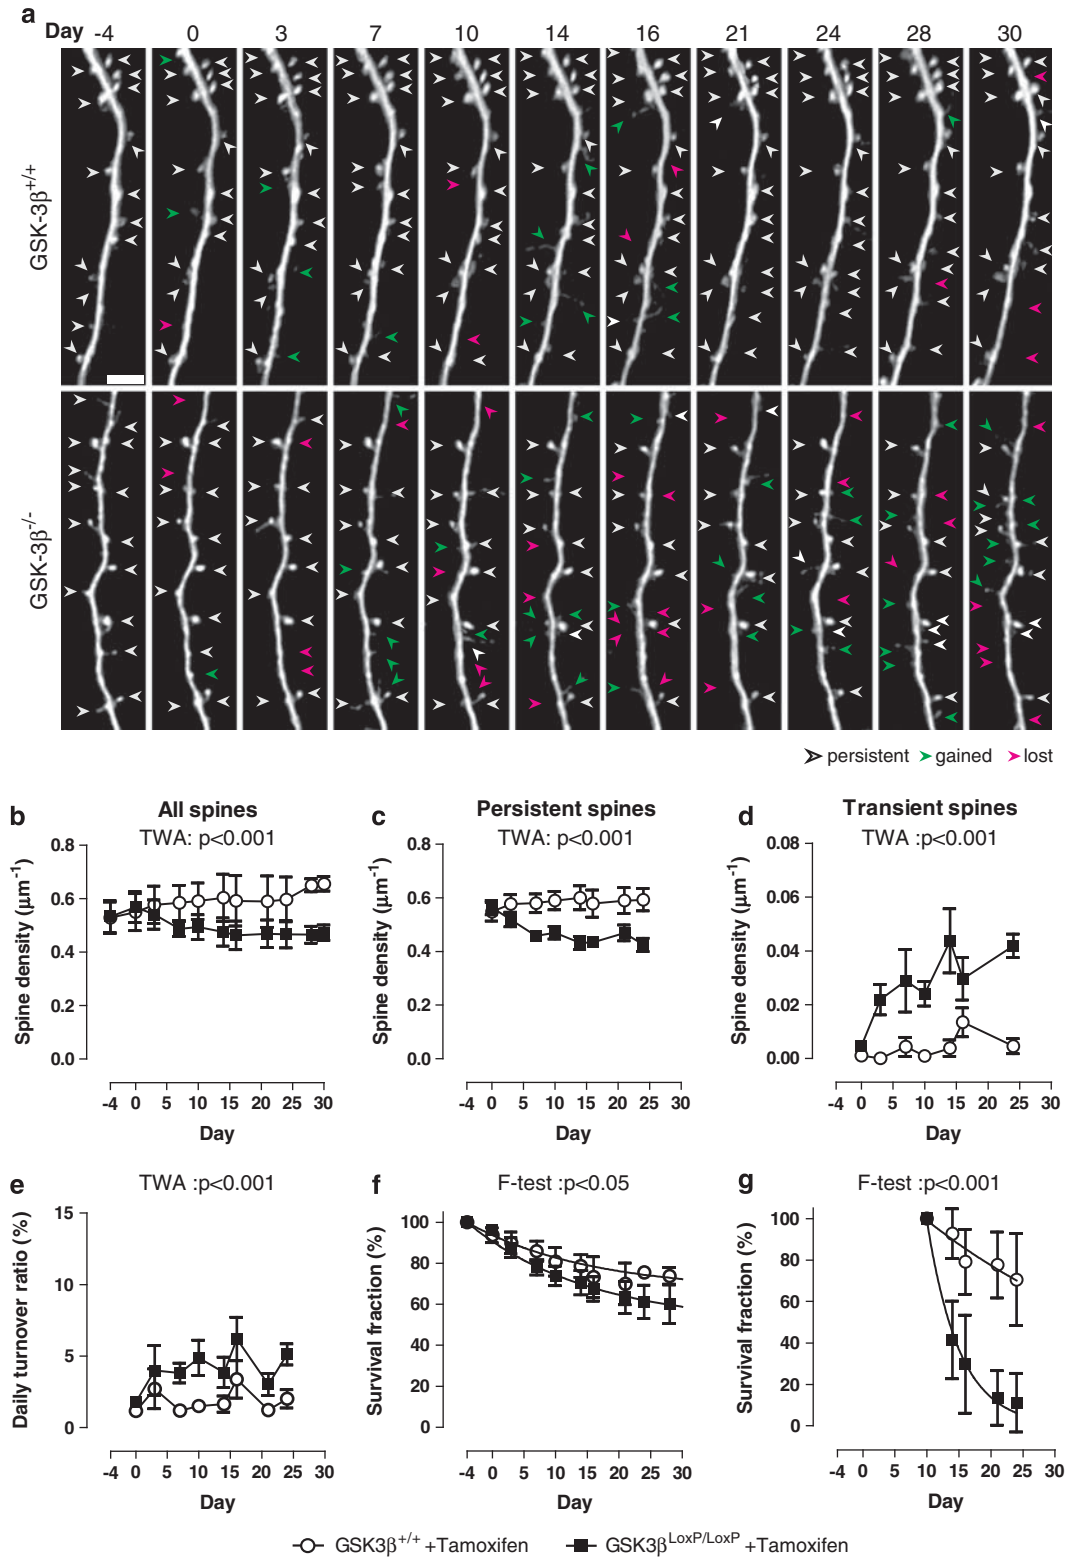 a
Day -4 0 3 7 10 14 16 21 24 28 30
GSK-3β+/+
GSK-3β-/-
persistent gained lost
b
All spines
TWA: p<0.001
Spine density (µm-1)
0.8
0.6
0.4
0.2
0.0
-4 0 5 10 15 20 25 30
Day
c
Persistent spines
TWA: p<0.001
Spine density (µm-1)
0.8
0.6
0.4
0.2
0.0
-4 0 5 10 15 20 25 30
Day
d
Transient spines
TWA :p<0.001
Spine density (µm-1)
0.08
0.06
0.04
0.02
0.00
-4 0 5 10 15 20 25 30
Day
e
TWA :p<0.001
Daily turnover ratio (%)
15
10
5
0
-4 0 5 10 15 20 25 30
Day
f
F-test :p<0.05
Survival fraction (%)
100
80
60
40
20
0
-4 0 5 10 15 20 25 30
Day
g
F-test :p<0.001
Survival fraction (%)
100
80
60
40
20
0
-4 0 5 10 15 20 25 30
Day
GSK3β+/+ +Tamoxifen GSK3βLoxP/LoxP +Tamoxifen